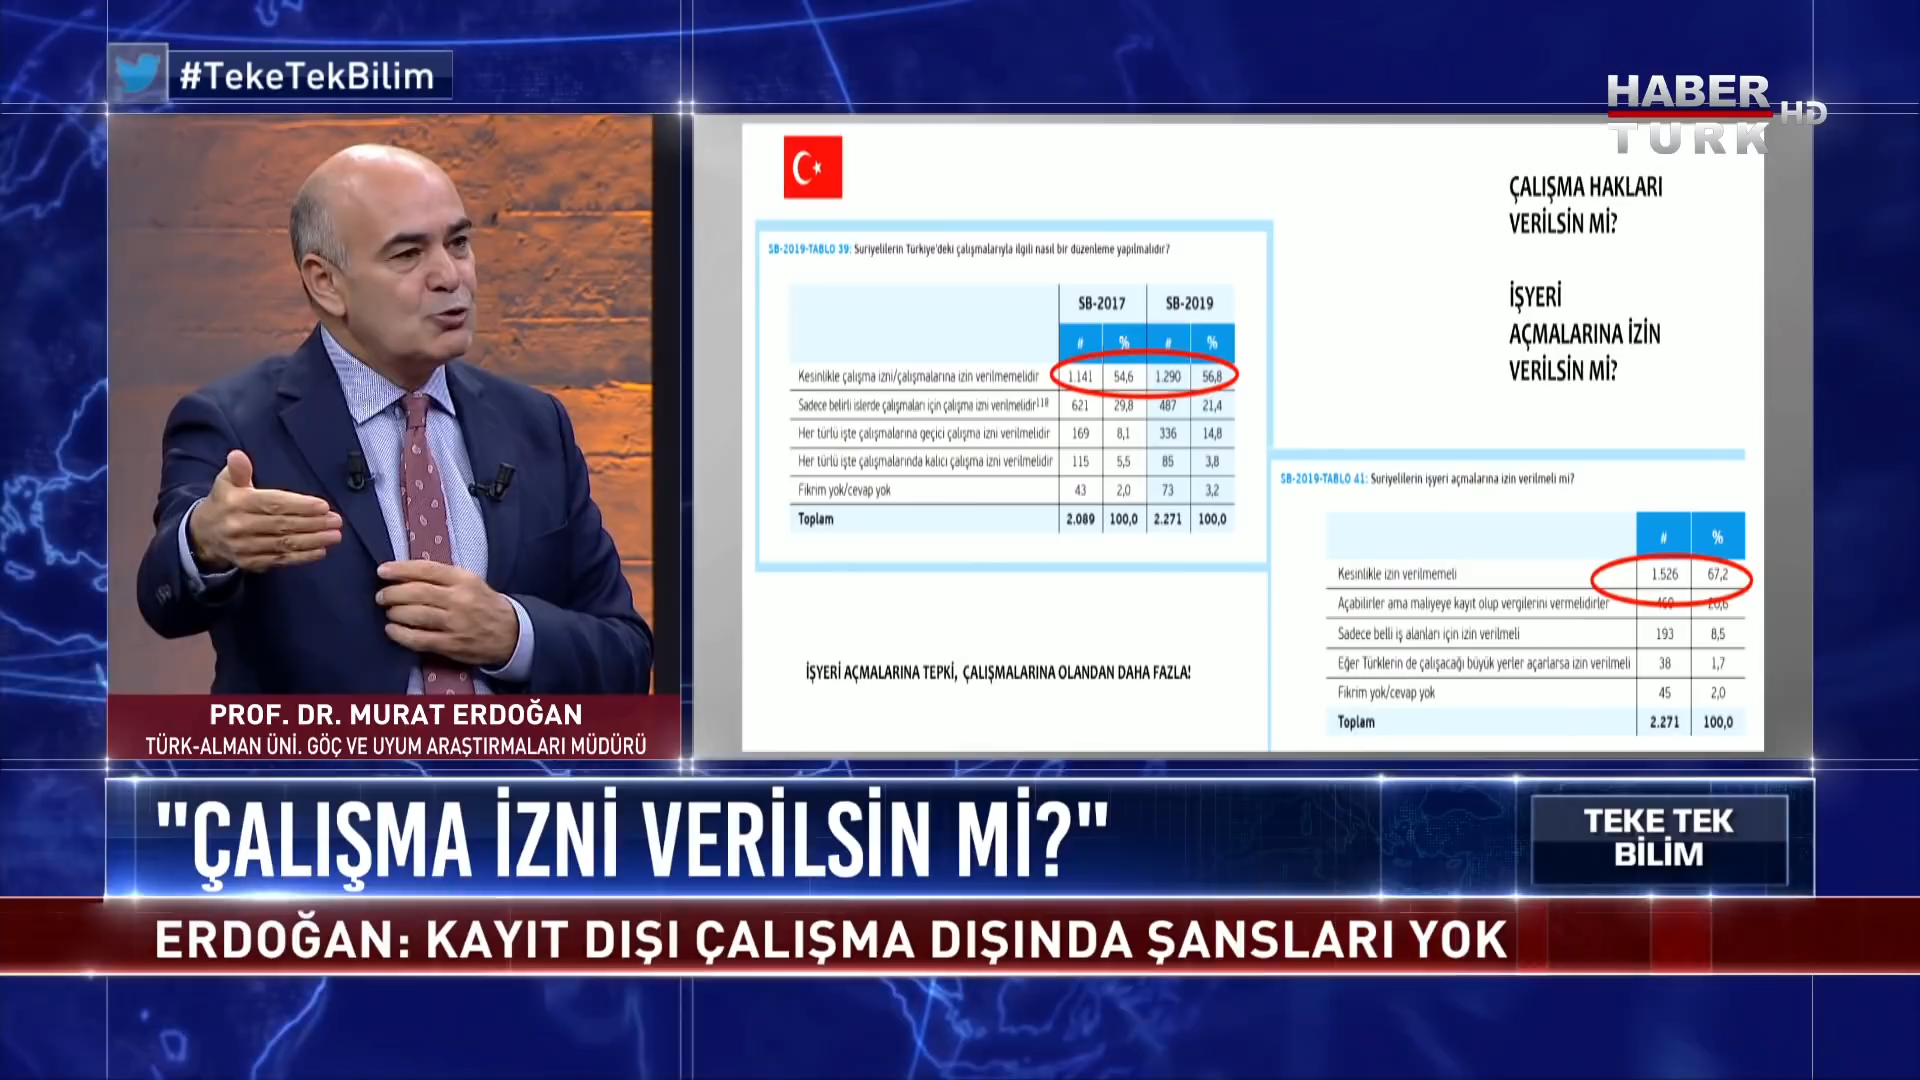 #TekeTekBilim
HABER
TÜRK HD
ÇALIŞMA HAKLARI
VERİLSİN Mİ?
İŞYERİ
AÇMALARINA İZİN
VERİLSİN Mİ?
SB-2019-TABLO 39: Suriyelilerin Türkiye'deki çalışmalarıyla ilgili nasıl bir düzenleme yapılmalıdır?
SB-2017 SB-2019
# % # %
Kesinlikle çalışma izni/çalışmalarına izin verilmemelidir 1.141 54,6 1.290 56,8
Sadece belirli işlerde çalışmaları için çalışma izni verilmelidir¹¹⁸ 621 29,8 487 21,4
Her türlü işte çalışmalarına geçici çalışma izni verilmelidir 169 8,1 336 14,8
Her türlü işte çalışmalarında kalıcı çalışma izni verilmelidir 115 5,5 85 3,8
Fikrim yok/cevap yok 43 2,0 73 3,2
Toplam 2.089 100,0 2.271 100,0
SB-2019-TABLO 41: Suriyelilerin işyeri açmalarına izin verilmeli mi?
# %
Kesinlikle izin verilmemeli 1.526 67,2
Açabilirler ama maliyeye kayıt olup vergilerini vermelidirler 20,6
Sadece belli iş alanları için izin verilmeli 193 8,5
Eğer Türklerin de çalışacağı büyük yerler açarlarsa izin verilmeli 38 1,7
Fikrim yok/cevap yok 45 2,0
Toplam 2.271 100,0
İŞYERİ AÇMALARINA TEPKİ, ÇALIŞMALARINA OLANDAN DAHA FAZLA!
PROF. DR. MURAT ERDOĞAN
TÜRK-ALMAN ÜNİ. GÖÇ VE UYUM ARAŞTIRMALARI MÜDÜRÜ
"ÇALIŞMA İZNİ VERİLSİN Mİ?"
TEKE TEK
BİLİM
ERDOĞAN: KAYIT DIŞI ÇALIŞMA DIŞINDA ŞANSLARI YOK